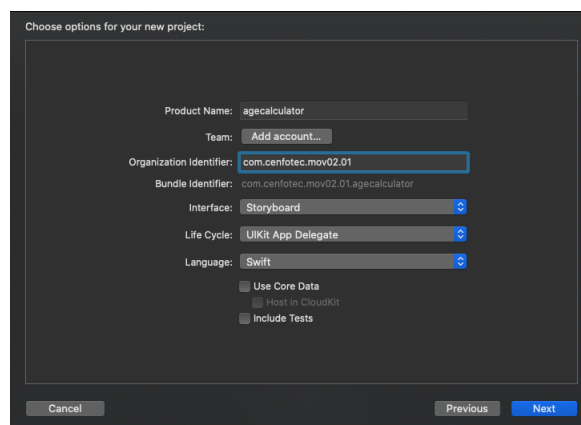 Choose options for your new project:
Product Name: agecalculator
Team: Add account...
Organization Identifier: com.cenfotec.mov02.01
Bundle Identifier: com.cenfotec.mov02.01.agecalculator
Interface: Storyboard
Life Cycle: UIKit App Delegate
Language: Swift
Use Core Data
Host in CloudKit
Include Tests
Cancel Previous Next